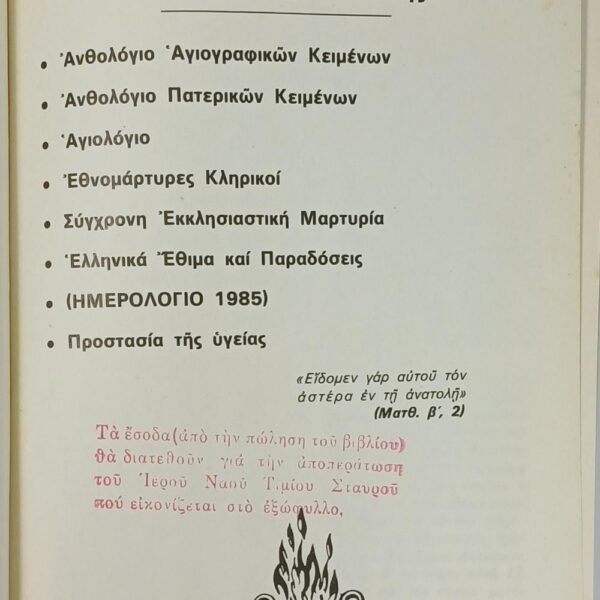 • Ἀνθολόγιο Ἁγιογραφικῶν Κειμένων
• Ἀνθολόγιο Πατερικῶν Κειμένων
• Ἁγιολόγιο
• Ἐθνομάρτυρες Κληρικοί
• Σύγχρονη Ἐκκλησιαστική Μαρτυρία
• Ἑλληνικά Ἔθιμα καί Παραδόσεις
• (ΗΜΕΡΟΛΟΓΙΟ 1985)
• Προστασία τῆς ὑγείας
«Εἴδομεν γάρ αὐτοῦ τόν
ἀστέρα ἐν τῇ ἀνατολῇ»
(Ματθ. β΄, 2)
Τὰ ἔσοδα(ἀπὸ τὴν πώληση τοῦ βιβλίου)
θὰ διατεθοῦν γιά τὴν ἀποπεράτωση
τοῦ Ἱεροῦ Ναοῦ Τιμίου Σταυροῦ
πού εἰκονίζεται στὸ ἐξώφυλλο,